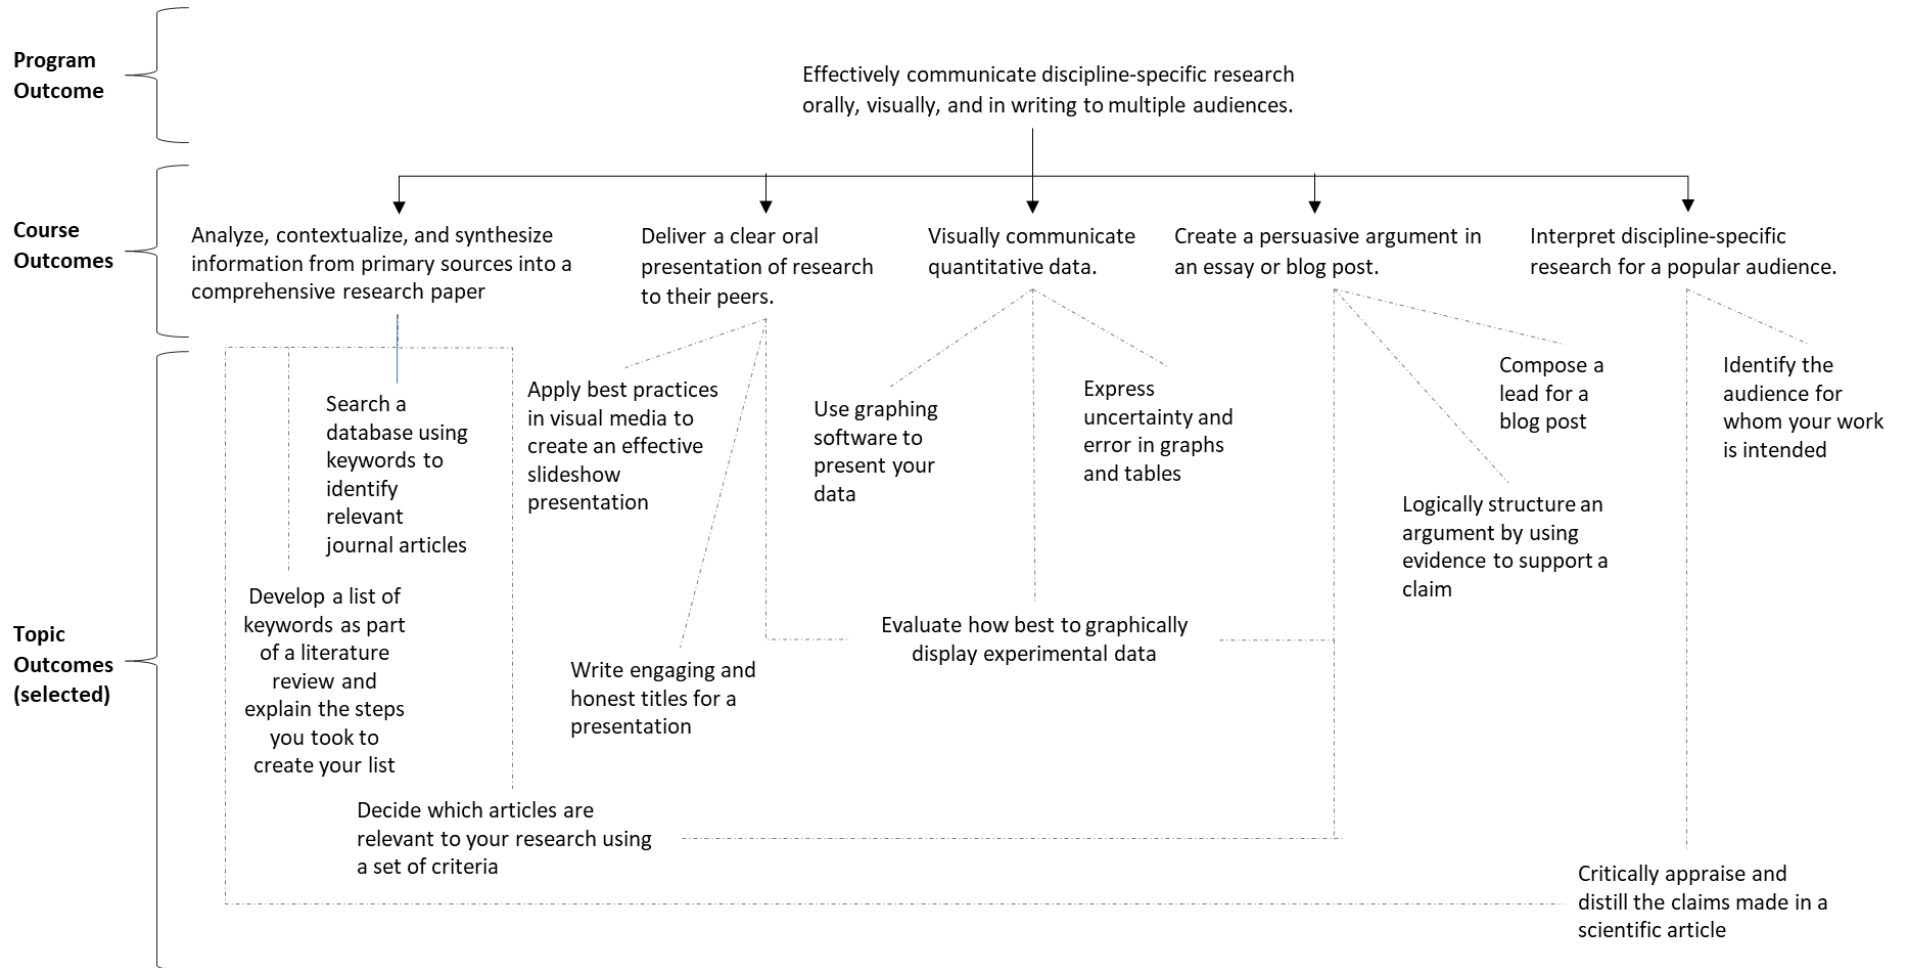 Program
Outcome
Effectively communicate discipline-specific research
orally, visually, and in writing to multiple audiences.
Course
Outcomes
Analyze, contextualize, and synthesize
information from primary sources into a
comprehensive research paper
Deliver a clear oral
presentation of research
to their peers.
Visually communicate
quantitative data.
Create a persuasive argument in
an essay or blog post.
Interpret discipline-specific
research for a popular audience.
Topic
Outcomes
(selected)
Search a
database using
keywords to
identify
relevant
journal articles
Develop a list of
keywords as part
of a literature
review and
explain the steps
you took to
create your list
Decide which articles are
relevant to your research using
a set of criteria
Apply best practices
in visual media to
create an effective
slideshow
presentation
Write engaging and
honest titles for a
presentation
Use graphing
software to
present your
data
Express
uncertainty and
error in graphs
and tables
Evaluate how best to graphically
display experimental data
Compose a
lead for a
blog post
Logically structure an
argument by using
evidence to support a
claim
Identify the
audience for
whom your work
is intended
Critically appraise and
distill the claims made in a
scientific article